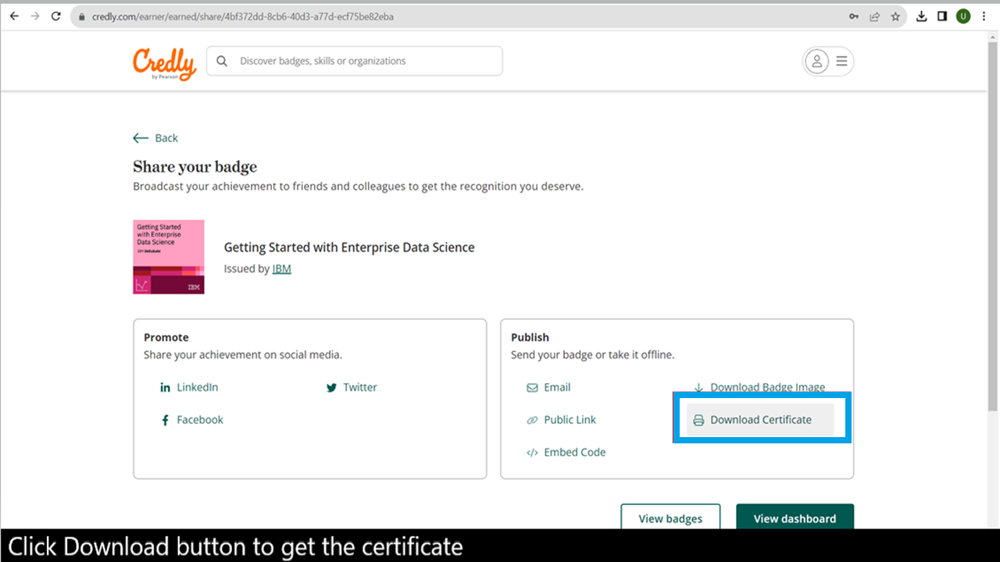 credly.com/earner/earned/share/4bf372dd-8cb6-40d3-a77d-ecf75be82eba
U
Credly
by Pearson
Discover badges, skills or organizations
Back
Share your badge
Broadcast your achievement to friends and colleagues to get the recognition you deserve.
Getting Started
with Enterprise
Data Science
IBM SkillsBuild
IBM
Getting Started with Enterprise Data Science
Issued by IBM
Promote
Share your achievement on social media.
LinkedIn
Twitter
Facebook
Publish
Send your badge or take it offline.
Email
Download Badge Image
Public Link
Download Certificate
Embed Code
View badges
View dashboard
Click Download button to get the certificate